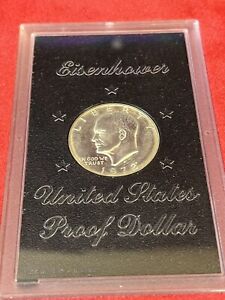 Eisenhower
LIBERTY
IN GOD WE
TRUST
United States
Proof Dollar